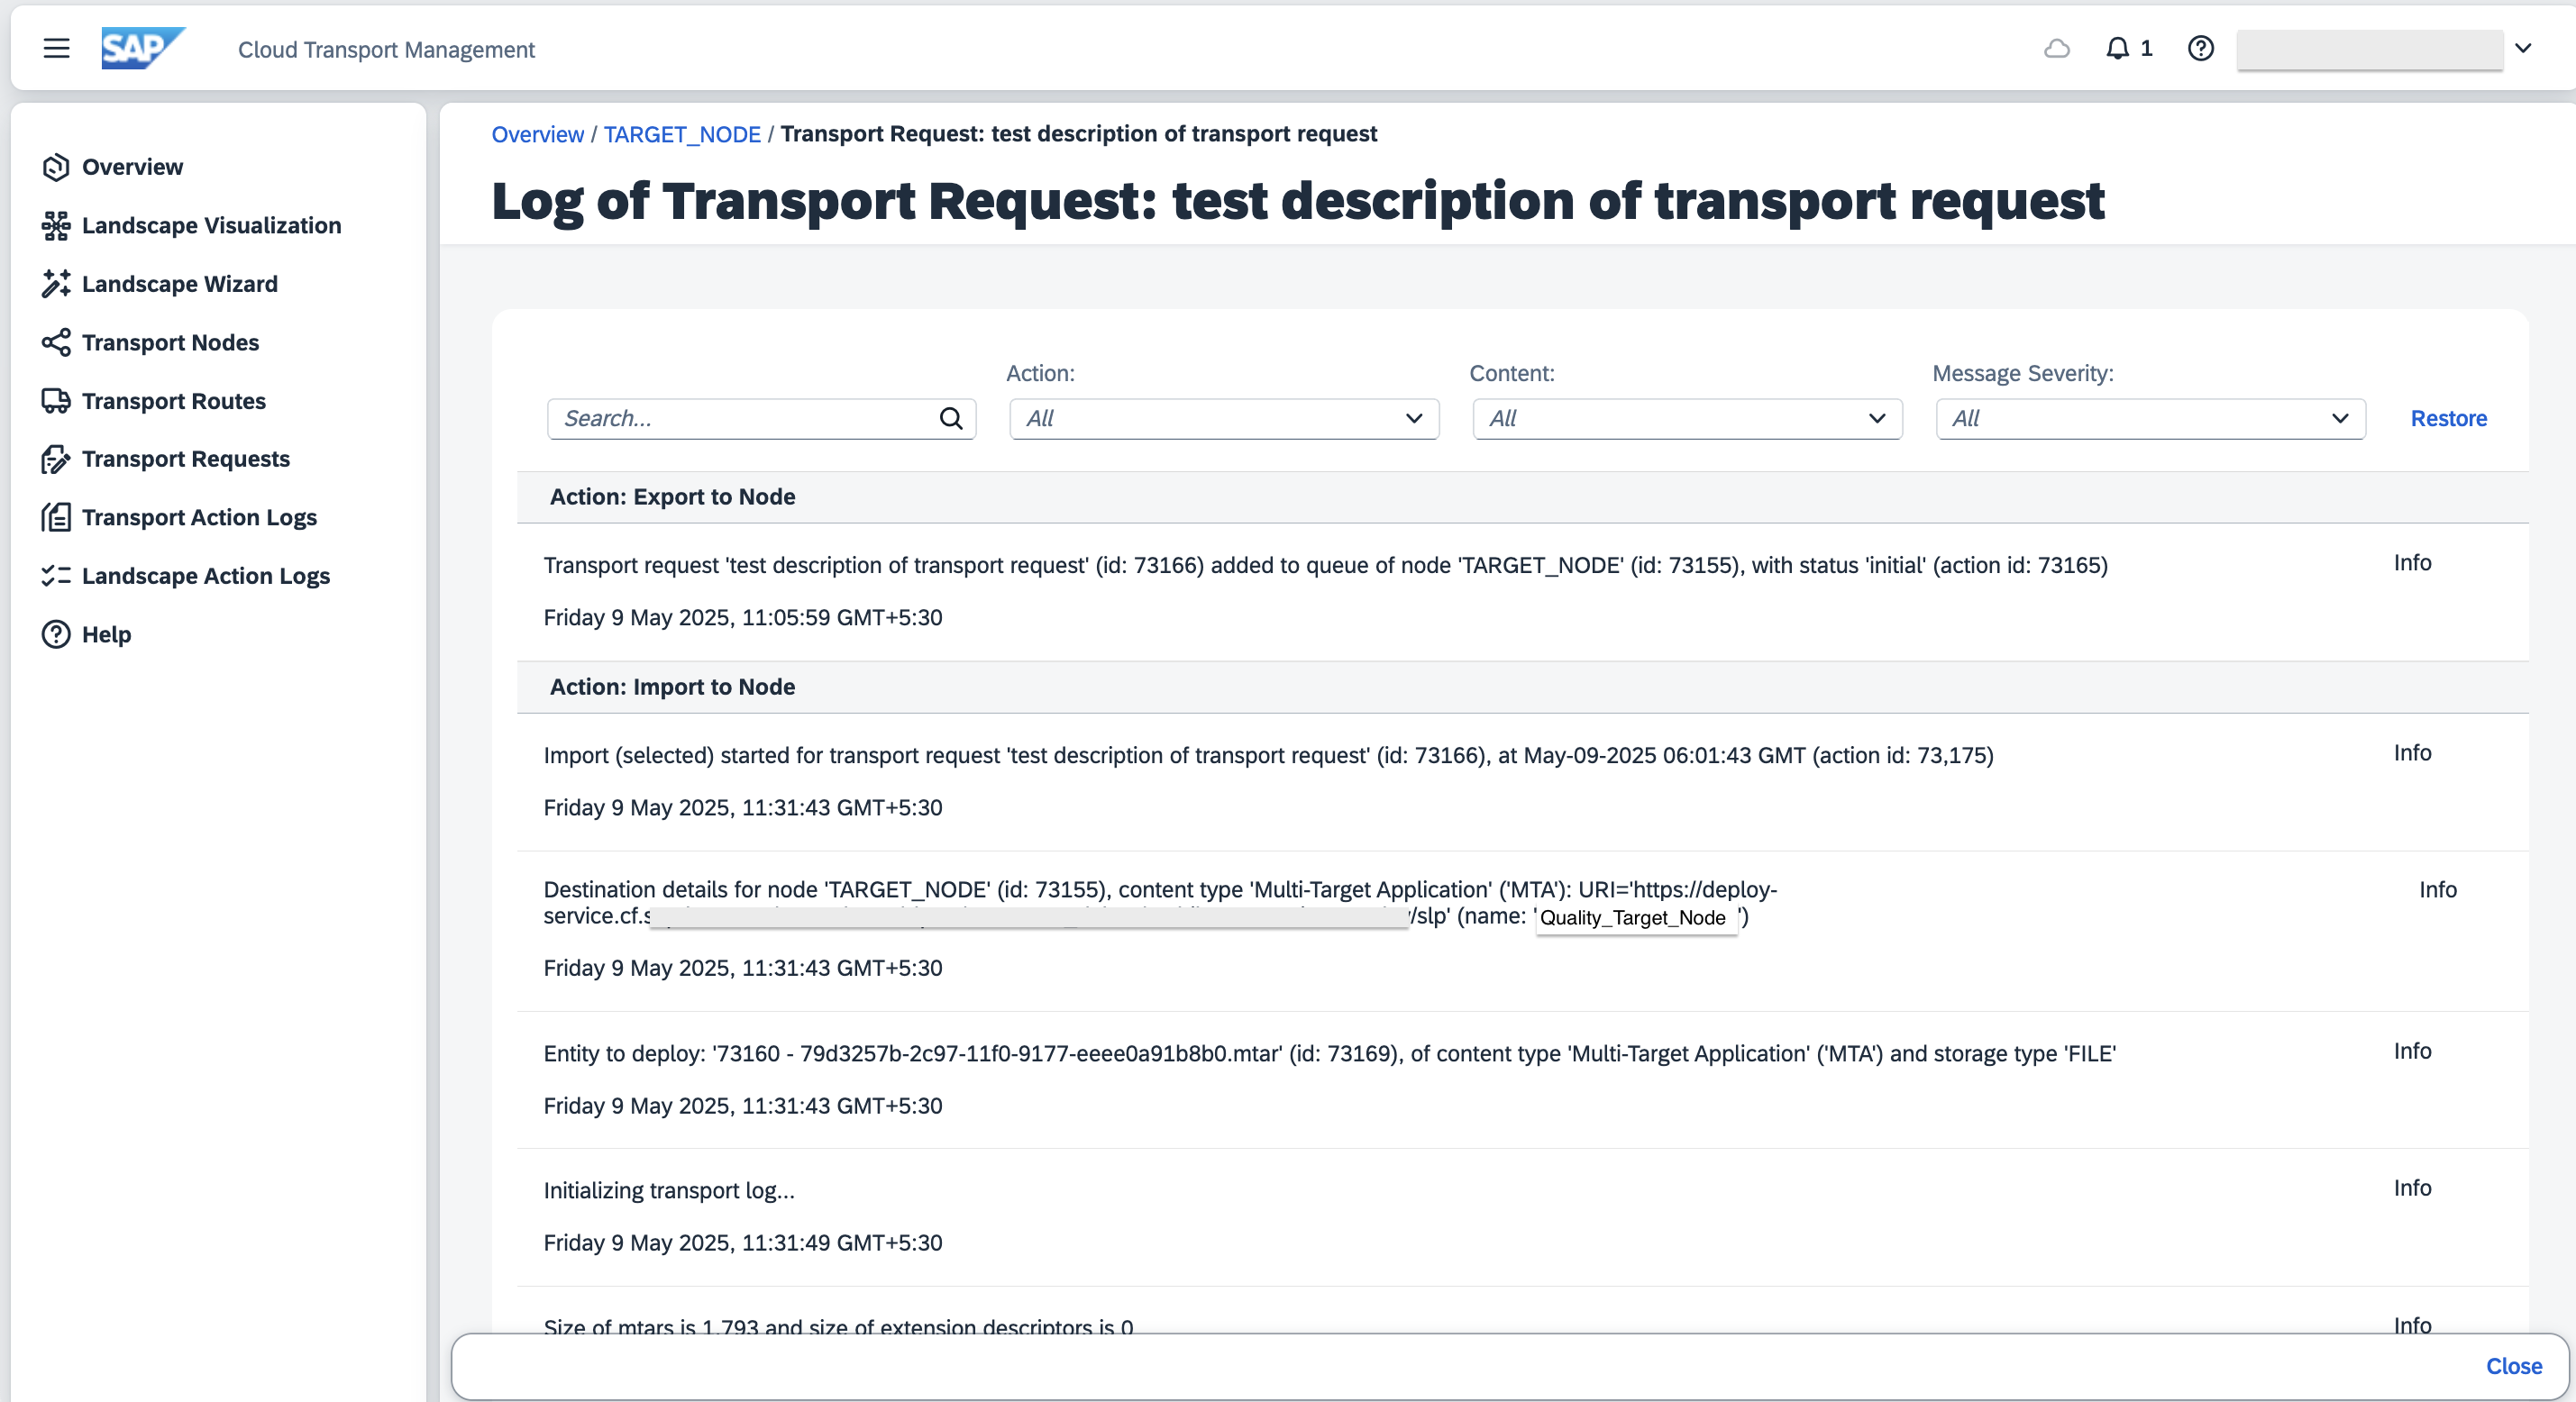 SAP Cloud Transport Management 1
Overview
Landscape Visualization
Landscape Wizard
Transport Nodes
Transport Routes
Transport Requests
Transport Action Logs
Landscape Action Logs
Help
Overview / TARGET_NODE / Transport Request: test description of transport request
Log of Transport Request: test description of transport request
Action: Content: Message Severity:
Search... All All All Restore
Action: Export to Node
Transport request 'test description of transport request' (id: 73166) added to queue of node 'TARGET_NODE' (id: 73155), with status 'initial' (action id: 73165) Info
Friday 9 May 2025, 11:05:59 GMT+5:30
Action: Import to Node
Import (selected) started for transport request 'test description of transport request' (id: 73166), at May-09-2025 06:01:43 GMT (action id: 73,175) Info
Friday 9 May 2025, 11:31:43 GMT+5:30
Destination details for node 'TARGET_NODE' (id: 73155), content type 'Multi-Target Application' ('MTA'): URI='https://deploy- Info
service.cf.s /slp' (name: 'Quality_Target_Node')
Friday 9 May 2025, 11:31:43 GMT+5:30
Entity to deploy: '73160 - 79d3257b-2c97-11f0-9177-eeee0a91b8b0.mtar' (id: 73169), of content type 'Multi-Target Application' ('MTA') and storage type 'FILE' Info
Friday 9 May 2025, 11:31:43 GMT+5:30
Initializing transport log... Info
Friday 9 May 2025, 11:31:49 GMT+5:30
Size of mtars is 1,793 and size of extension descriptors is 0 Info
Close